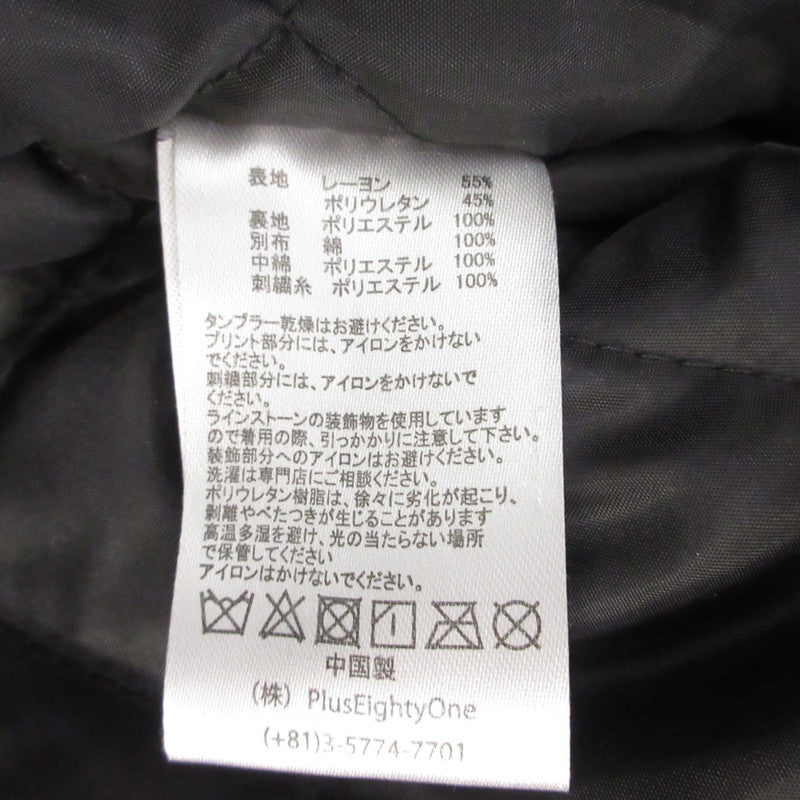 表地 レーヨン 55%
ポリウレタン 45%
裏地 ポリエステル 100%
別布 綿 100%
中綿 ポリエステル 100%
刺繍糸 ポリエステル 100%
タンブラー乾燥はお避けください。
プリント部分には、アイロンをかけない
でください。
刺繍部分には、アイロンをかけないで
ください。
ラインストーンの装飾物を使用しています
ので着用の際、引っかかりに注意して下さい。
装飾部分へのアイロンはお避けください。
洗濯は専門店にご相談ください。
ポリウレタン樹脂は、徐々に劣化が起こり、
剥離やべたつきが生じることがあります
高温多湿を避け、光の当たらない場所
で保管してください
アイロンはかけないでください。
中国製
(株) PlusEightyOne
(+81)3-5774-7701